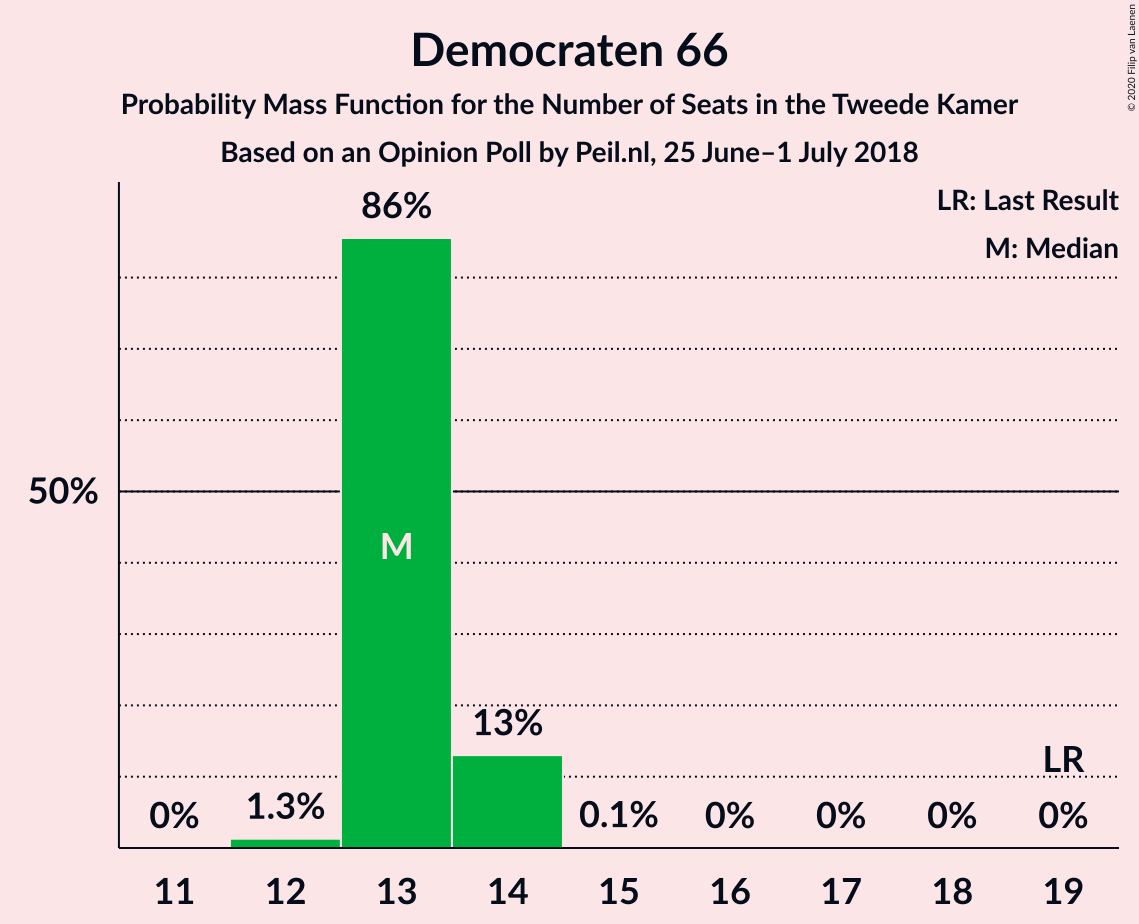 Democraten 66
Probability Mass Function for the Number of Seats in the Tweede Kamer
Based on an Opinion Poll by Peil.nl, 25 June–1 July 2018
© 2020 Filip van Laenen
LR: Last Result
M: Median
86%
50%
M
13%
LR
0%
1.3%
0.1%
0%
0%
0%
0%
11 12 13 14 15 16 17 18 19